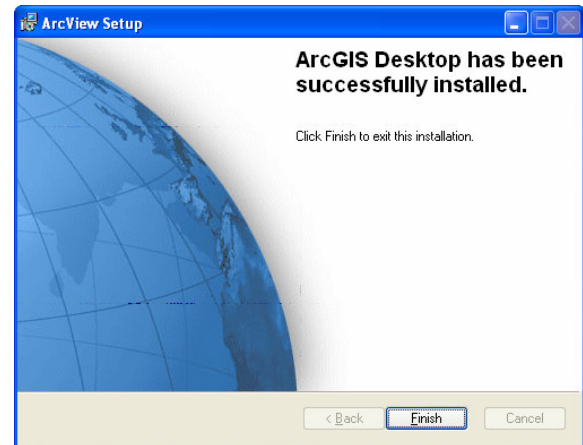 ArcView Setup
ArcGIS Desktop has been
successfully installed.
Click Finish to exit this installation.
< Back
Finish
Cancel